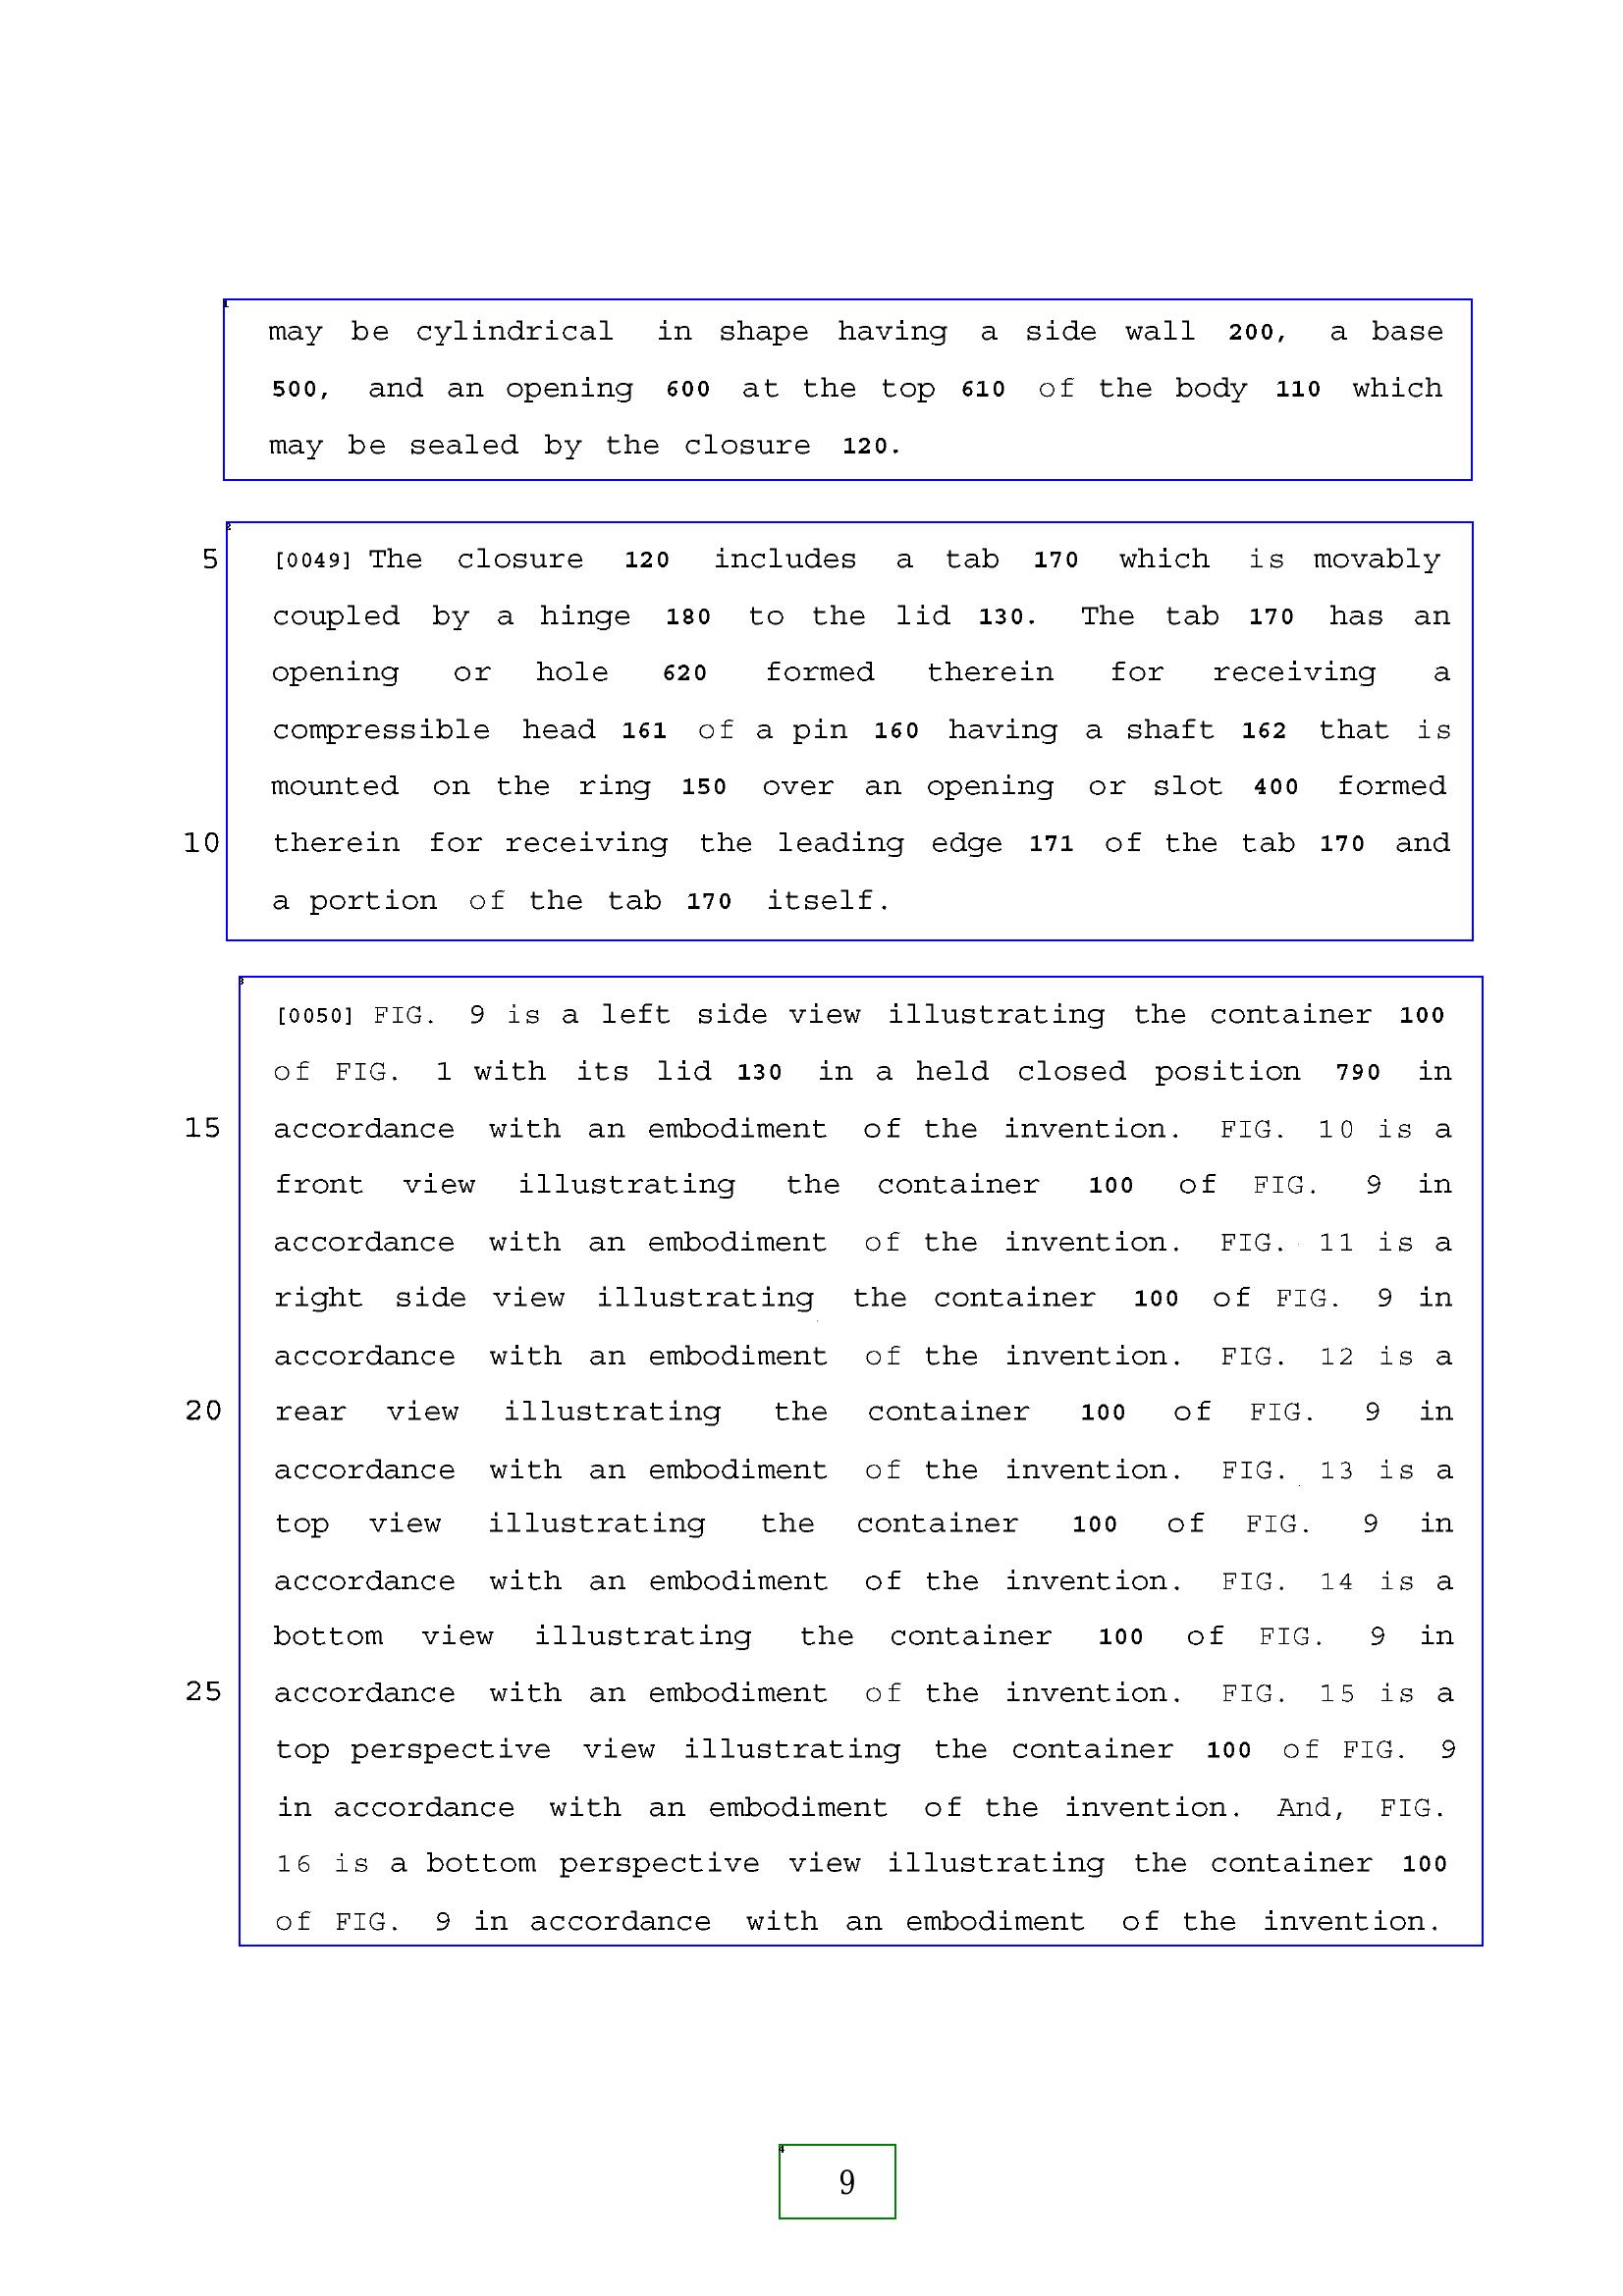 may be cylindrical in shape having a side wall 200, a base
500, and an opening 600 at the top 610 of the body 110 which
may be sealed by the closure 120.
5 [0049] The closure 120 includes a tab 170 which is movably
coupled by a hinge 180 to the lid 130. The tab 170 has an
opening or hole 620 formed therein for receiving a
compressible head 161 of a pin 160 having a shaft 162 that is
mounted on the ring 150 over an opening or slot 400 formed
10 therein for receiving the leading edge 171 of the tab 170 and
a portion of the tab 170 itself.
[0050] FIG. 9 is a left side view illustrating the container 100
of FIG. 1 with its lid 130 in a held closed position 790 in
15 accordance with an embodiment of the invention. FIG. 10 is a
front view illustrating the container 100 of FIG. 9 in
accordance with an embodiment of the invention. FIG. 11 is a
right side view illustrating the container 100 of FIG. 9 in
accordance with an embodiment of the invention. FIG. 12 is a
20 rear view illustrating the container 100 of FIG. 9 in
accordance with an embodiment of the invention. FIG. 13 is a
top view illustrating the container 100 of FIG. 9 in
accordance with an embodiment of the invention. FIG. 14 is a
bottom view illustrating the container 100 of FIG. 9 in
25 accordance with an embodiment of the invention. FIG. 15 is a
top perspective view illustrating the container 100 of FIG. 9
in accordance with an embodiment of the invention. And, FIG.
16 is a bottom perspective view illustrating the container 100
of FIG. 9 in accordance with an embodiment of the invention.
9